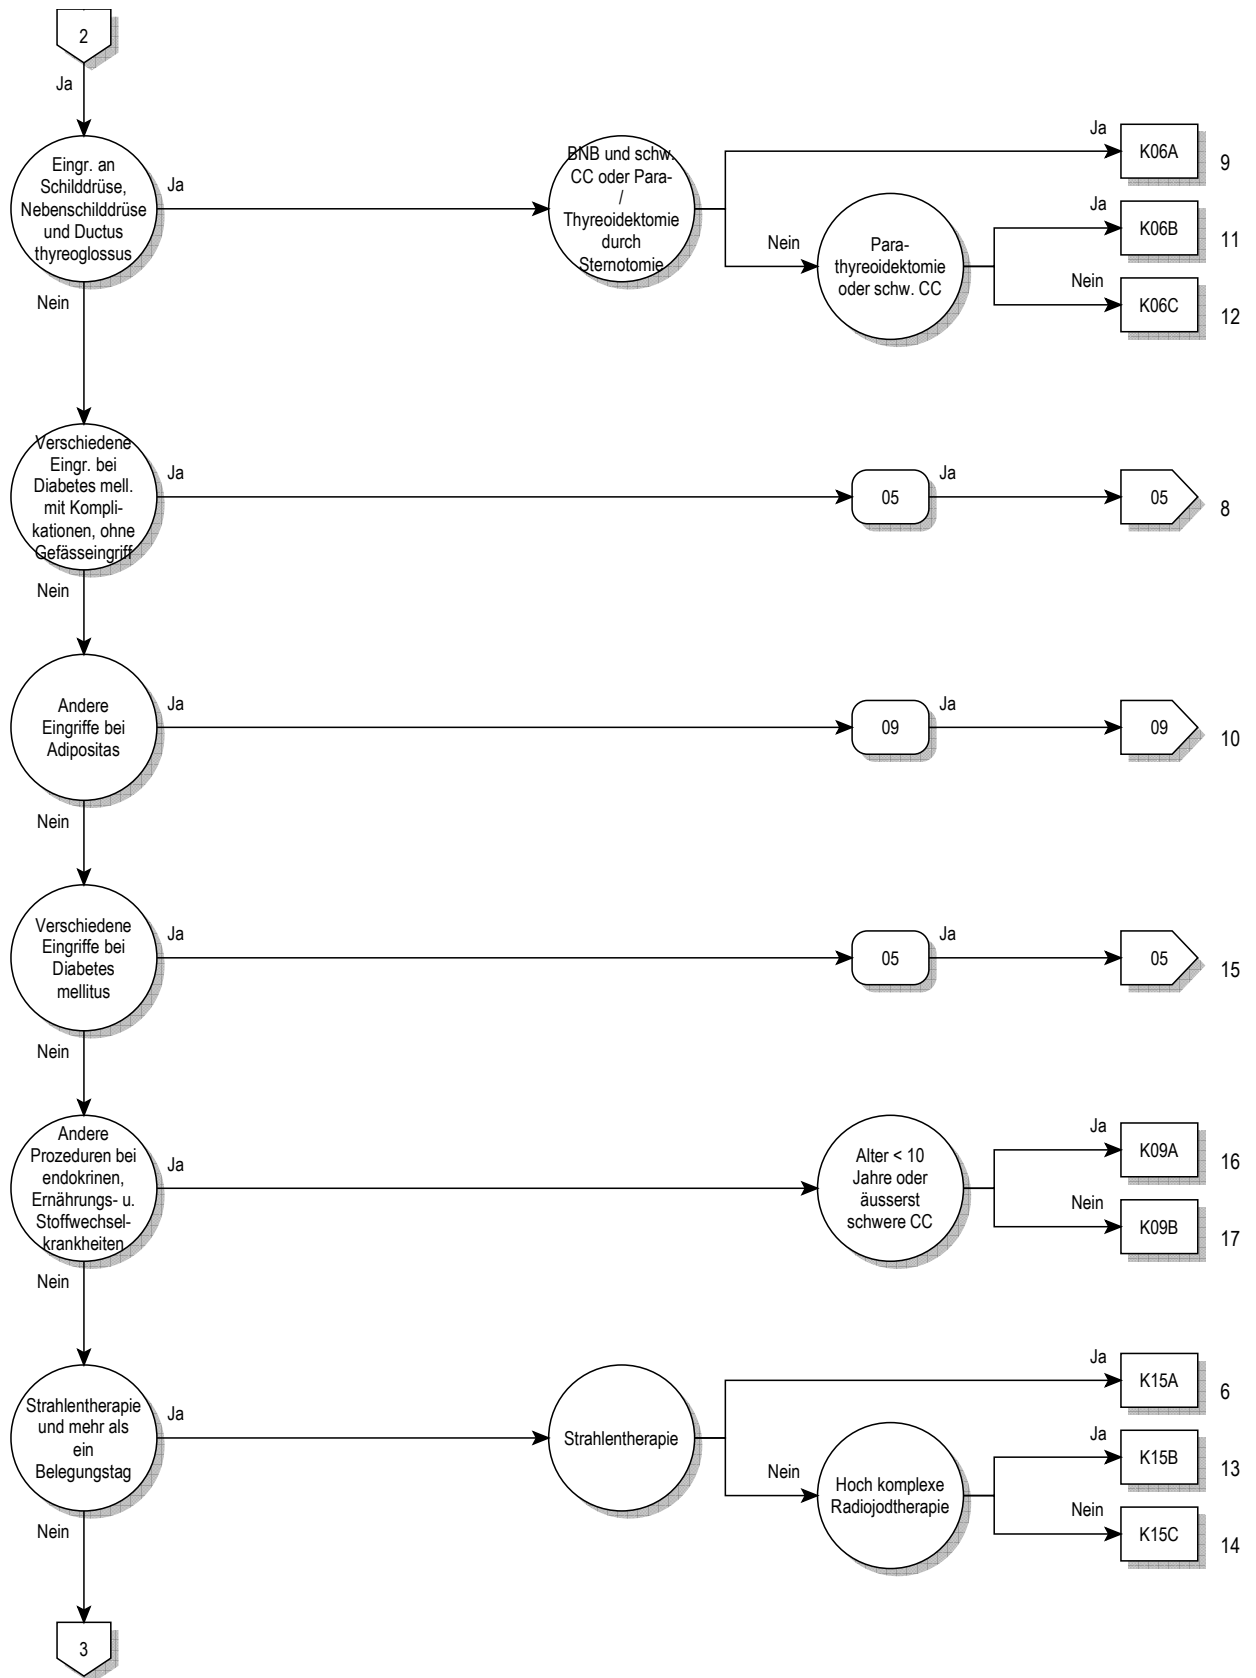 2
Ja
Eingr. an
Schilddrüse,
Nebenschilddrüse
und Ductus
thyreoglossus
Ja
BNB und schw.
CC oder Para-
/
Thyreoidektomie
durch
Sternotomie
Ja
K06A
9
Nein
Para-
thyreoidektomie
oder schw. CC
Ja
K06B
11
Nein
K06C
12
Nein
Verschiedene
Eingr. bei
Diabetes mell.
mit Kompli-
kationen, ohne
Gefässeingriff
Ja
05
Ja
05
8
Nein
Andere
Eingriffe bei
Adipositas
Ja
09
Ja
09
10
Nein
Verschiedene
Eingriffe bei
Diabetes
mellitus
Ja
05
Ja
05
15
Nein
Andere
Prozeduren bei
endokrinen,
Ernährungs- u.
Stoffwechsel-
krankheiten
Ja
Alter < 10
Jahre oder
äusserst
schwere CC
Ja
K09A
16
Nein
K09B
17
Nein
Strahlentherapie
und mehr als
ein
Belegungstag
Ja
Strahlentherapie
Ja
K15A
6
Nein
Hoch komplexe
Radiojodtherapie
Ja
K15B
13
Nein
K15C
14
Nein
3